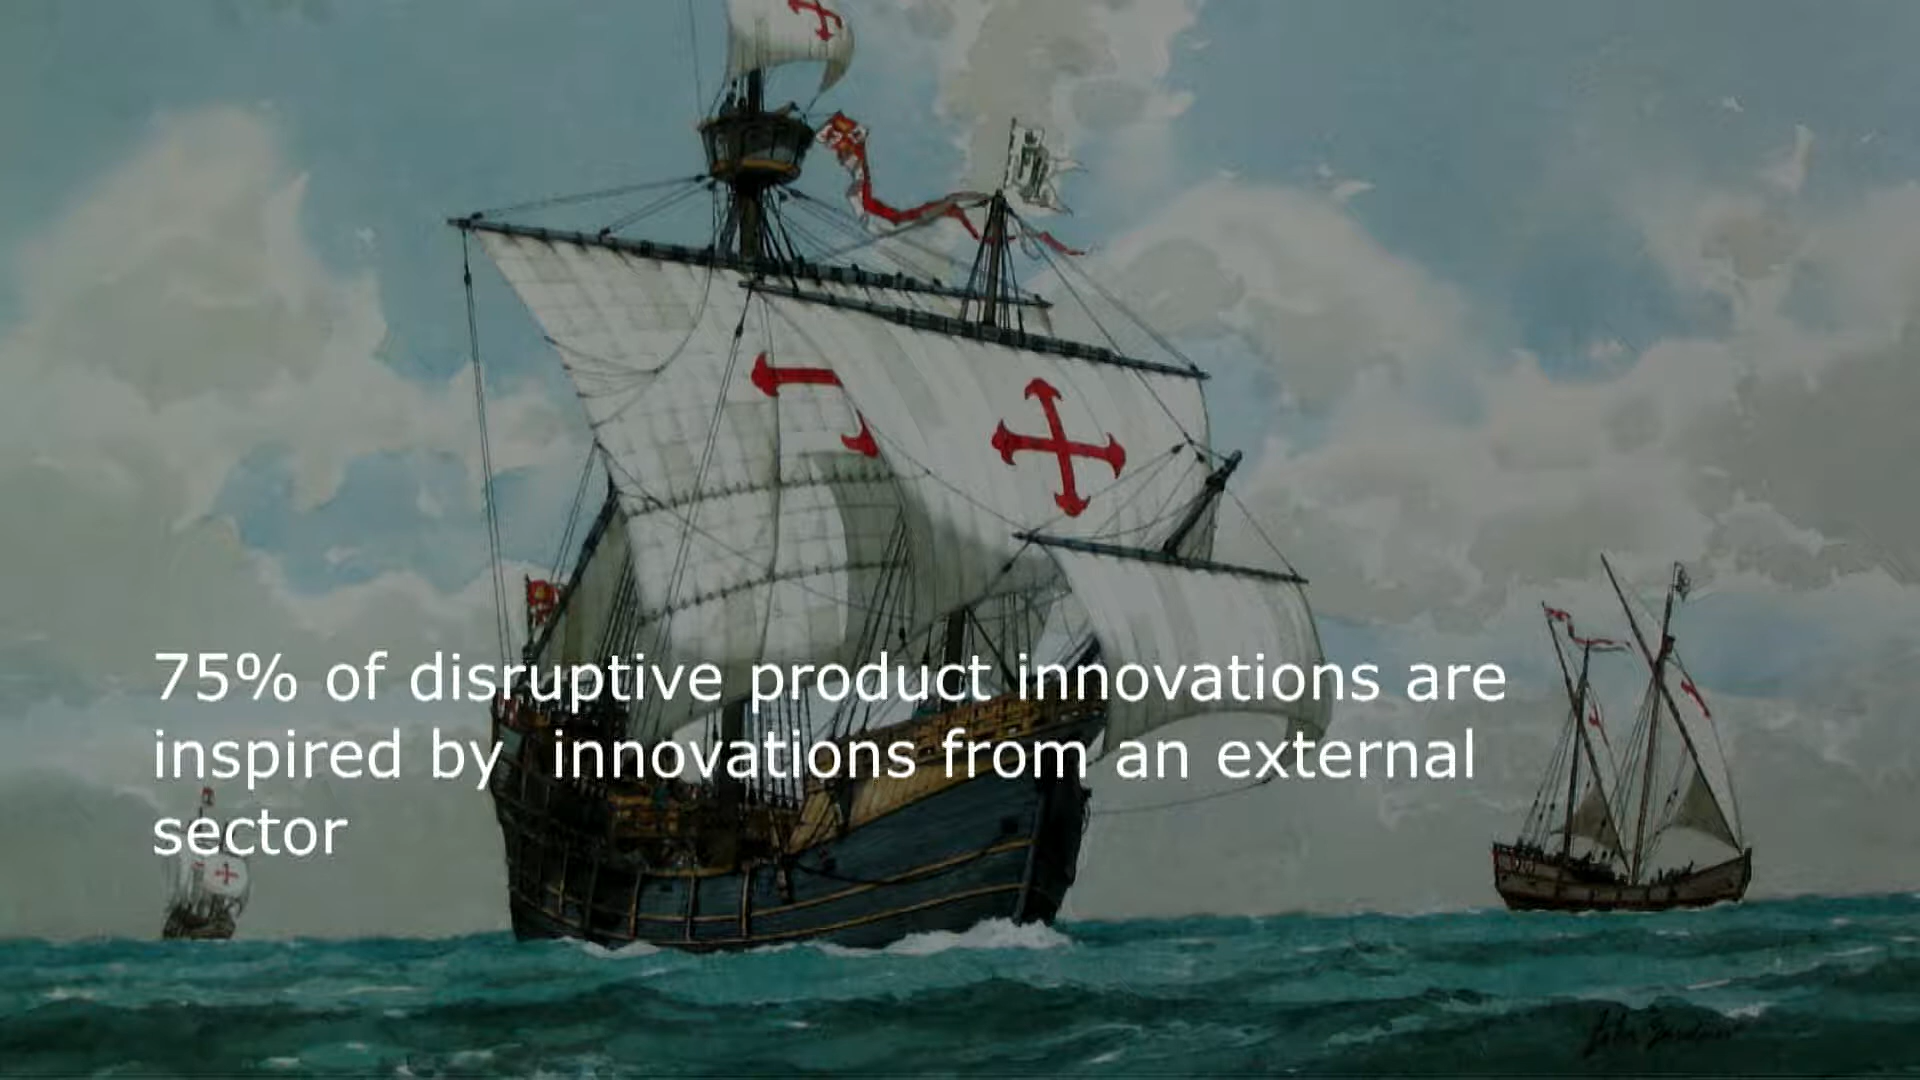 75% of disruptive product innovations are
inspired by  innovations from an external
sector